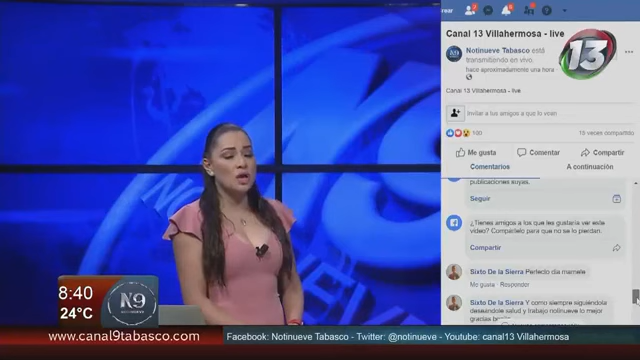 Canal 13 Villahermosa - live
13
Notinueve Tabasco está
transmitiendo en vivo.
hace aproximadamente una hora
Canal 13 Villahermosa - live
Invitar a tus amigos a que lo vean
100
15 veces compartido
Me gusta
Comentar
Compartir
Comentarios
A continuación
publicaciones suyas.
Seguir
¿Tienes amigos a los que les gustaría ver este
video? Compártelo para que no se lo pierdan.
Compartir
Sixto De la Sierra Perfecto día mamele
Me gusta · Responder
Sixto De la Sierra Y como siempre siguiéndola
deseándole salud y trabajo notinueve lo mejor
gracias
NOTINUEVE
8:40
24°C
N9
www.canal9tabasco.com
Facebook: Notinueve Tabasco - Twitter: @notinueve - Youtube: canal13 Villahermosa